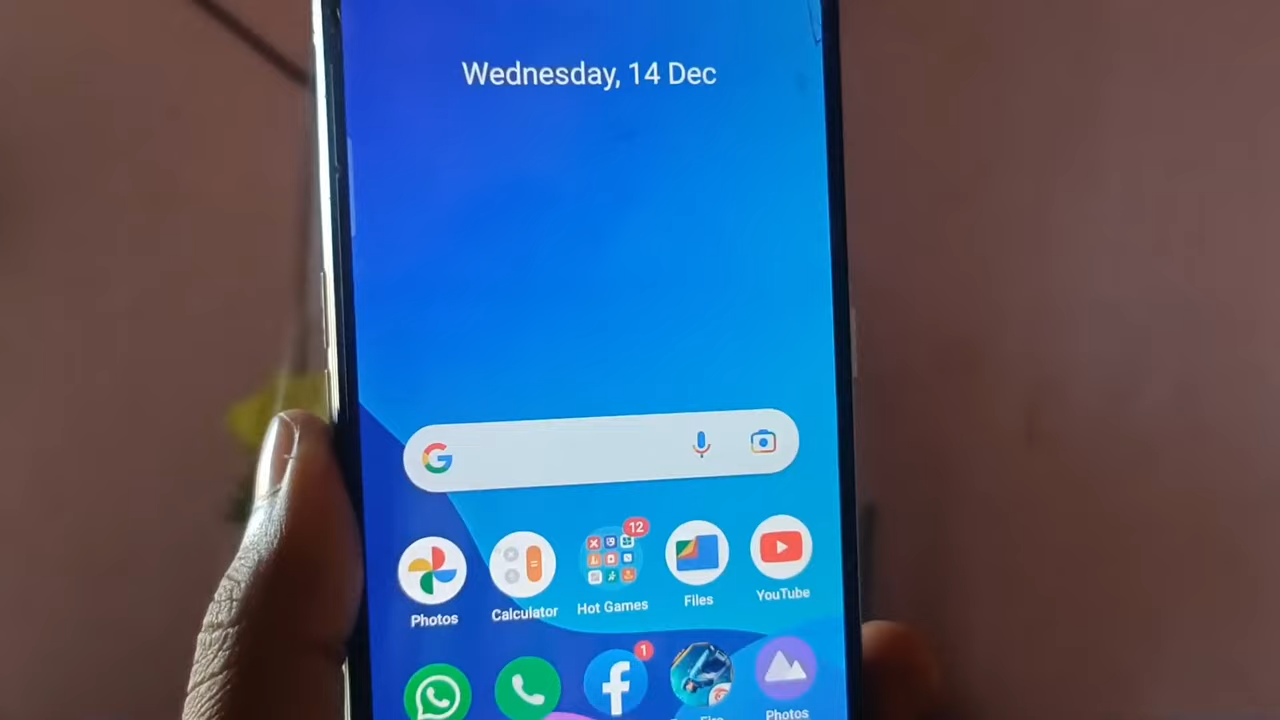 Wednesday, 14 Dec
12
Photos
Calculator
Hot Games
Files
YouTube
1
Photos